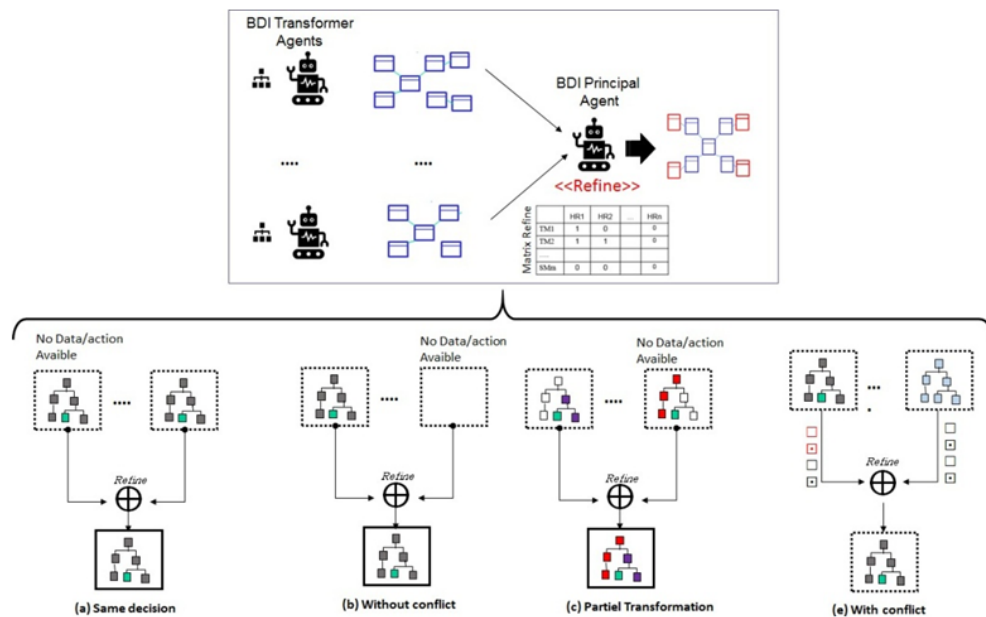 BDI Transformer
Agents
BDI Principal
Agent
....
....
<<Refine>>
Matrix Refine
HR1 HR2 ... HRn
TM1 1 0 0
TM2 1 1 0
.....
SMm 0 0 0
No Data/action
Avaible
No Data/action
Avaible
No Data/action
Avaible
....
....
.....
...
.
Refine
Refine
Refine
Refine
(a) Same decision
(b) Without conflict
(c) Partiel Transformation
(e) With conflict